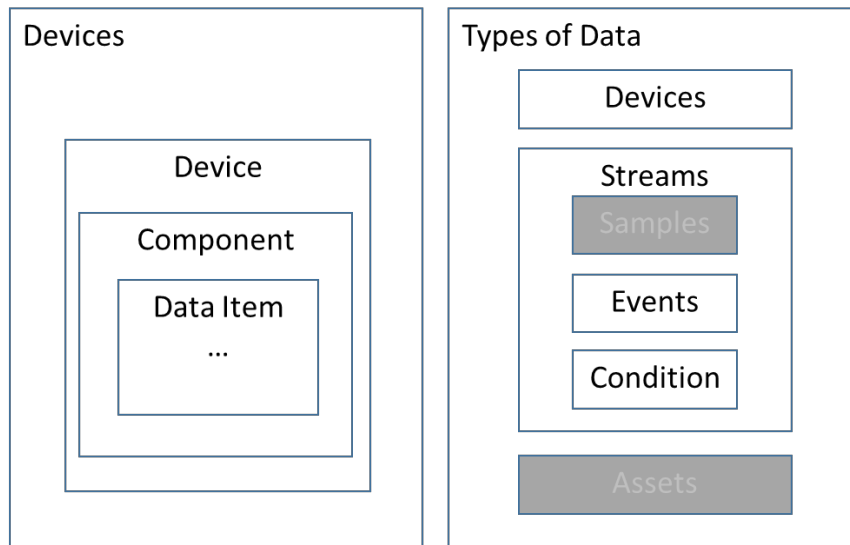 Devices
Device
Component
Data Item
...
Types of Data
Devices
Streams
Samples
Events
Condition
Assets